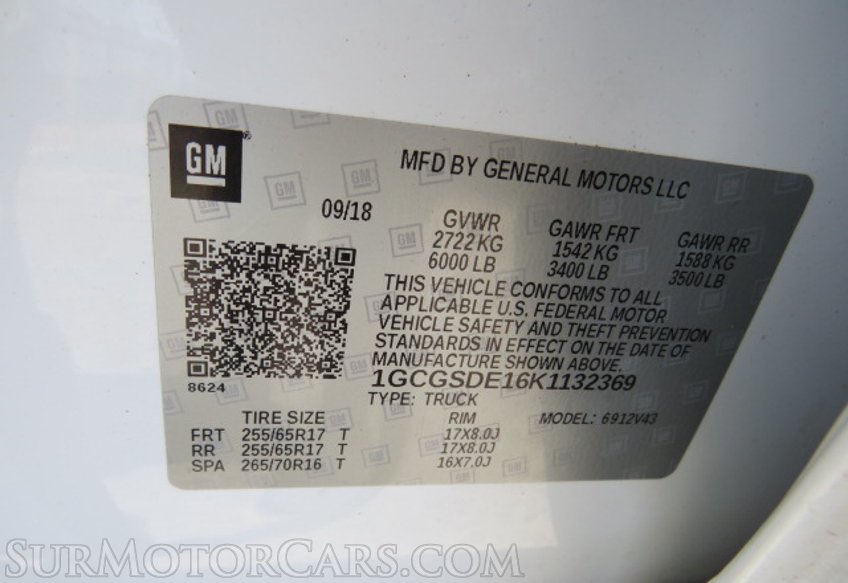 GM
MFD BY GENERAL MOTORS LLC
09/18
GVWR GAWR FRT GAWR RR
2722 KG 1542 KG 1588 KG
6000 LB 3400 LB 3500 LB
THIS VEHICLE CONFORMS TO ALL
APPLICABLE U.S. FEDERAL MOTOR
VEHICLE SAFETY AND THEFT PREVENTION
STANDARDS IN EFFECT ON THE DATE OF
MANUFACTURE SHOWN ABOVE.
8624
1GCGSDE16K1132369
TYPE: TRUCK
TIRE SIZE RIM MODEL: 6912V43
FRT 255/65R17 T 17X8.0J
RR 255/65R17 T 17X8.0J
SPA 265/70R16 T 16X7.0J
SURMOTORCARS.COM SURMOTORCARS.COM